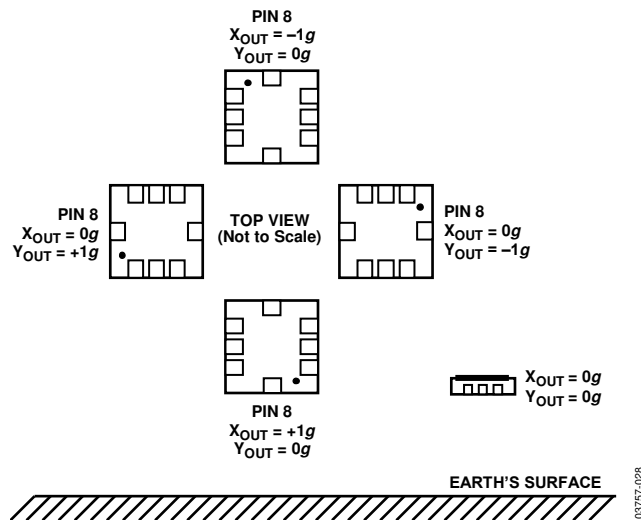 PIN 8
XOUT = –1g
YOUT = 0g
PIN 8
XOUT = 0g
YOUT = +1g
TOP VIEW
(Not to Scale)
PIN 8
XOUT = 0g
YOUT = –1g
PIN 8
XOUT = +1g
YOUT = 0g
XOUT = 0g
YOUT = 0g
EARTH'S SURFACE
03757-028